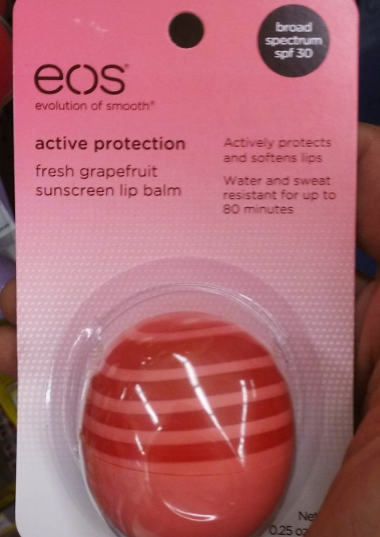 broad
spectrum
spf 30
eos®
evolution of smooth®
active protection
fresh grapefruit
sunscreen lip balm
Actively protects
and softens lips
Water and sweat
resistant for up to
80 minutes
Net
0.25 oz